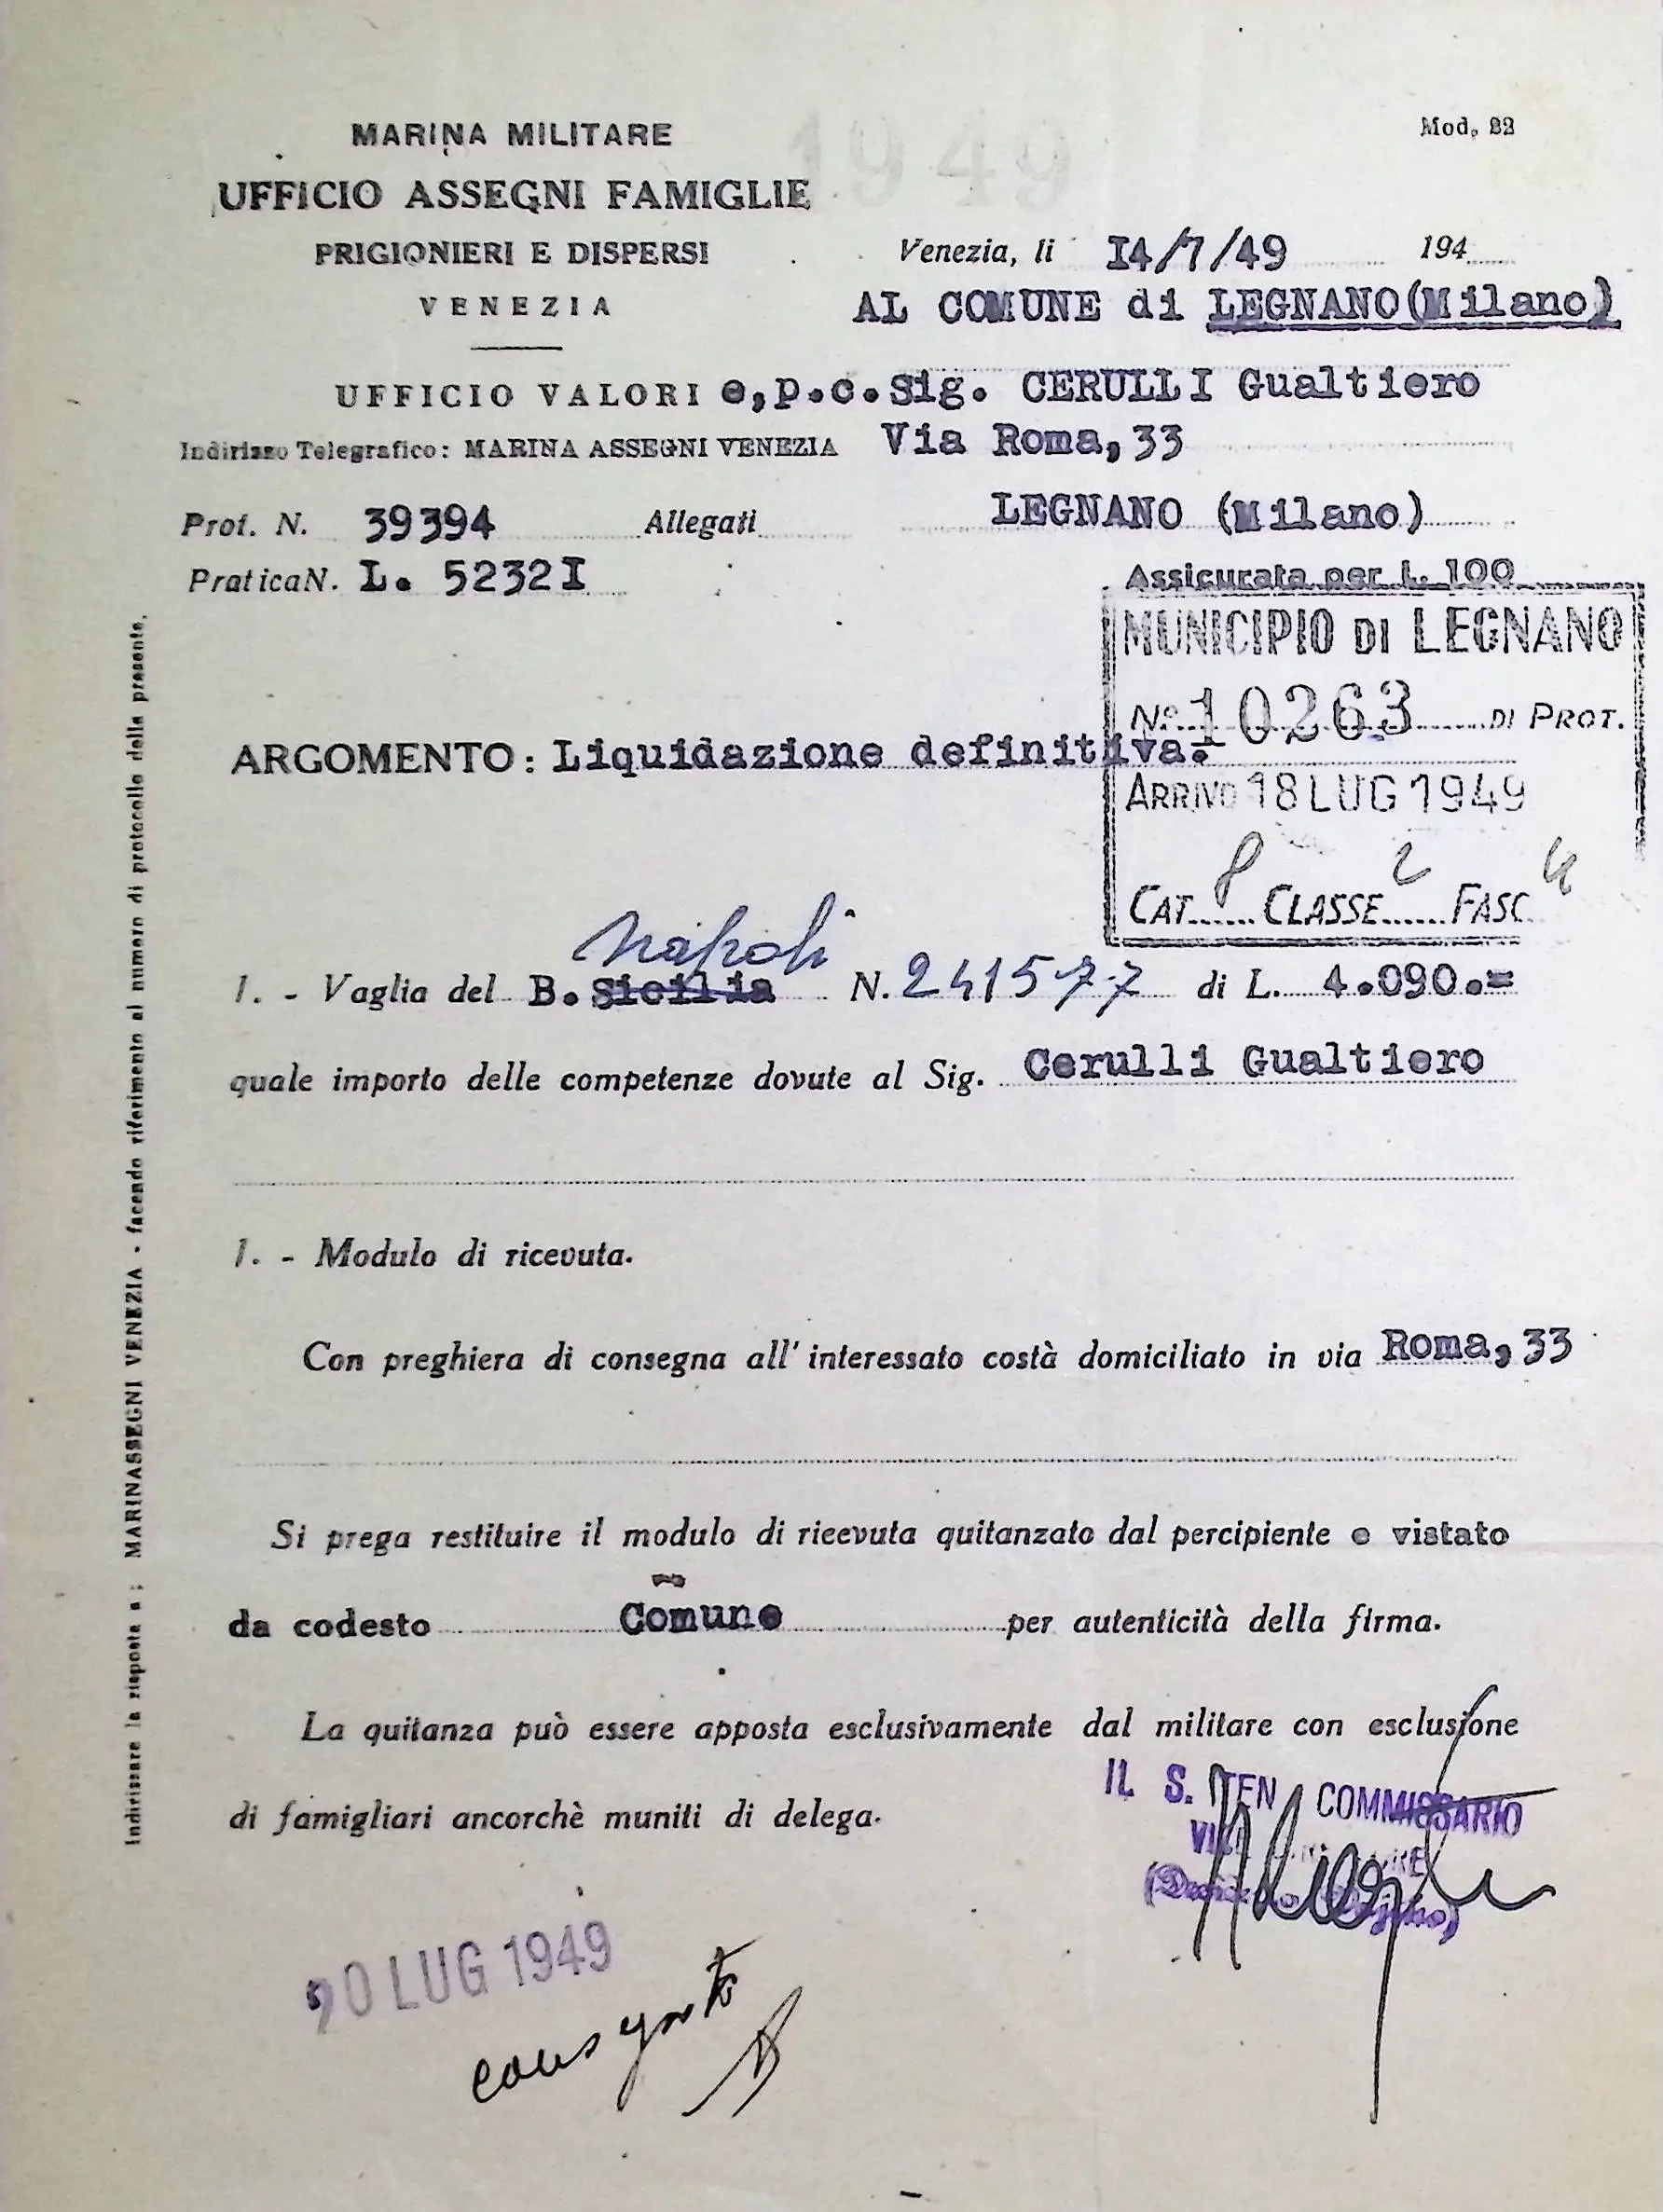 1949
MARINA MILITARE
Mod. 22
UFFICIO ASSEGNI FAMIGLIE
PRIGIONIERI E DISPERSI
VENEZIA
Venezia, li I4/7/49 194
AL COMUNE di LEGNANO(Milano)
UFFICIO VALORI e,p.c.Sig. CERULLI Gualtiero
Indirizzo Telegrafico: MARINA ASSEGNI VENEZIA Via Roma,33
Prot. N. 39394 Allegati LEGNANO (Milano)
Pratica N. L. 5232I
Assicurata per L. 100
MUNICIPIO DI LEGNANO
N° 10263 DI PROT.
ARGOMENTO: Liquidazione definitiva.
ARRIVO 18 LUG 1949
8 2 4
CAT. CLASSE FASC
Napoli
1. - Vaglia del B. Sicilia N. 241577 di L. 4.090.=
quale importo delle competenze dovute al Sig. Cerulli Gualtiero
1. - Modulo di ricevuta.
Con preghiera di consegna all'interessato costà domiciliato in via Roma,33
Si prega restituire il modulo di ricevuta quitanzato dal percipiente e vistato
da codesto Comune per autenticità della firma.
La quitanza può essere apposta esclusivamente dal militare con esclusione
di famigliari ancorchè muniti di delega.
IL S. TEN COMMISSARIO
20 LUG 1949
consegnato
Indirizzare la risposta a: MARINASSEGNI VENEZIA - facendo riferimento al numero di protocollo della presente.